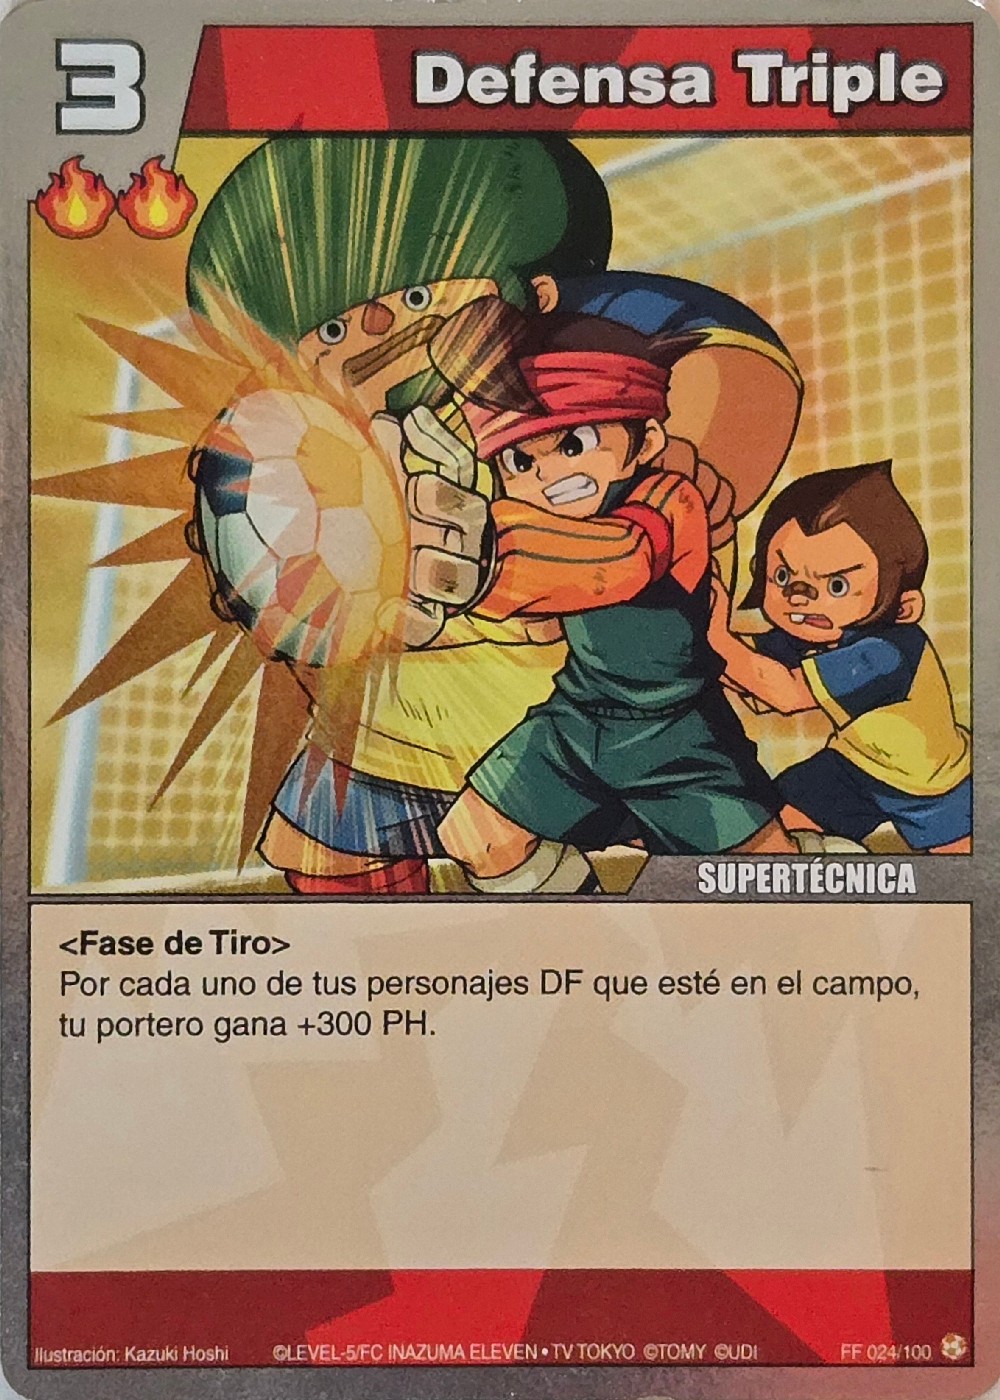 3
Defensa Triple
SUPERTÉCNICA
<Fase de Tiro>
Por cada uno de tus personajes DF que esté en el campo,
tu portero gana +300 PH.
Ilustración: Kazuki Hoshi ©LEVEL-5/FC INAZUMA ELEVEN • TV TOKYO ©TOMY ©UDI FF 024/100